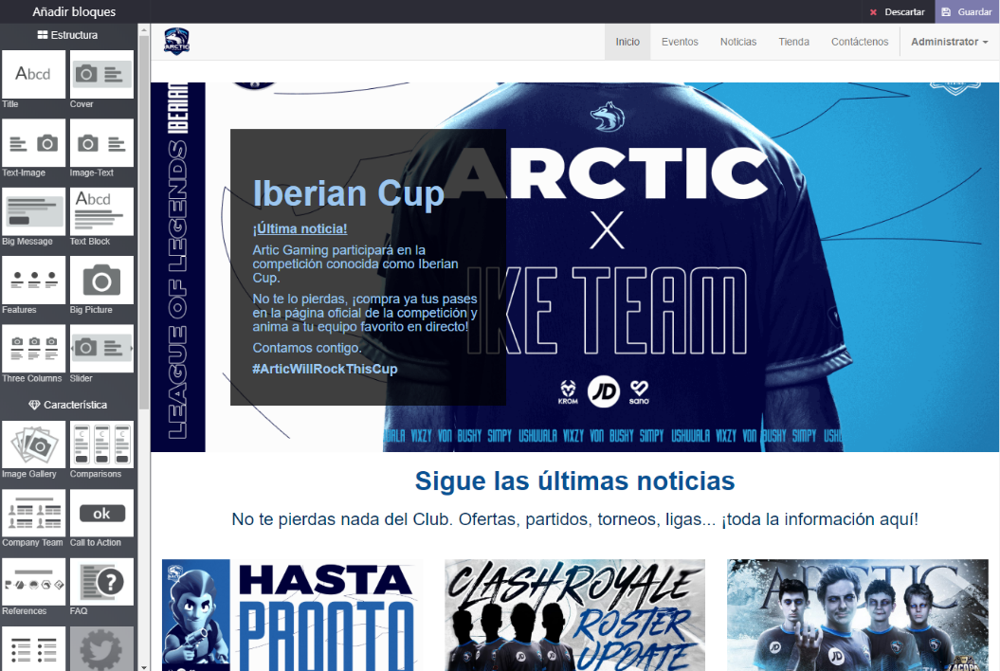 Añadir bloques
Descartar
Guardar
Estructura
Abcd
Title
Cover
Text-Image
Image-Text
Big Message
Abcd
Text Block
Features
Big Picture
Three Columns
Slider
Característica
Image Gallery
Comparisons
Company Team
ok
Call to Action
References
?
FAQ
ARCTIC
Inicio
Eventos
Noticias
Tienda
Contáctenos
Administrator
LEAGUE OF LEGENDS IBERIAN
ARCTIC
X
IKE TEAM
Iberian Cup
¡Última noticia!
Artic Gaming participará en la
competición conocida como Iberian
Cup.
No te lo pierdas, ¡compra ya tus pases
en la página oficial de la competición y
anima a tu equipo favorito en directo!
Contamos contigo.
#ArticWillRockThisCup
KROM
JD
sano
VIXZY VON BUSHY SIMPY USHUURLA VIXZY VON BUSHY SIMPY USHUURLA VIXZY VON BUSHY SIMPY
Sigue las últimas noticias
No te pierdas nada del Club. Ofertas, partidos, torneos, ligas... ¡toda la información aquí!
HASTA
PRONTO
CLASH ROYALE
ROSTER
UPDATE
ARCTIC
JD